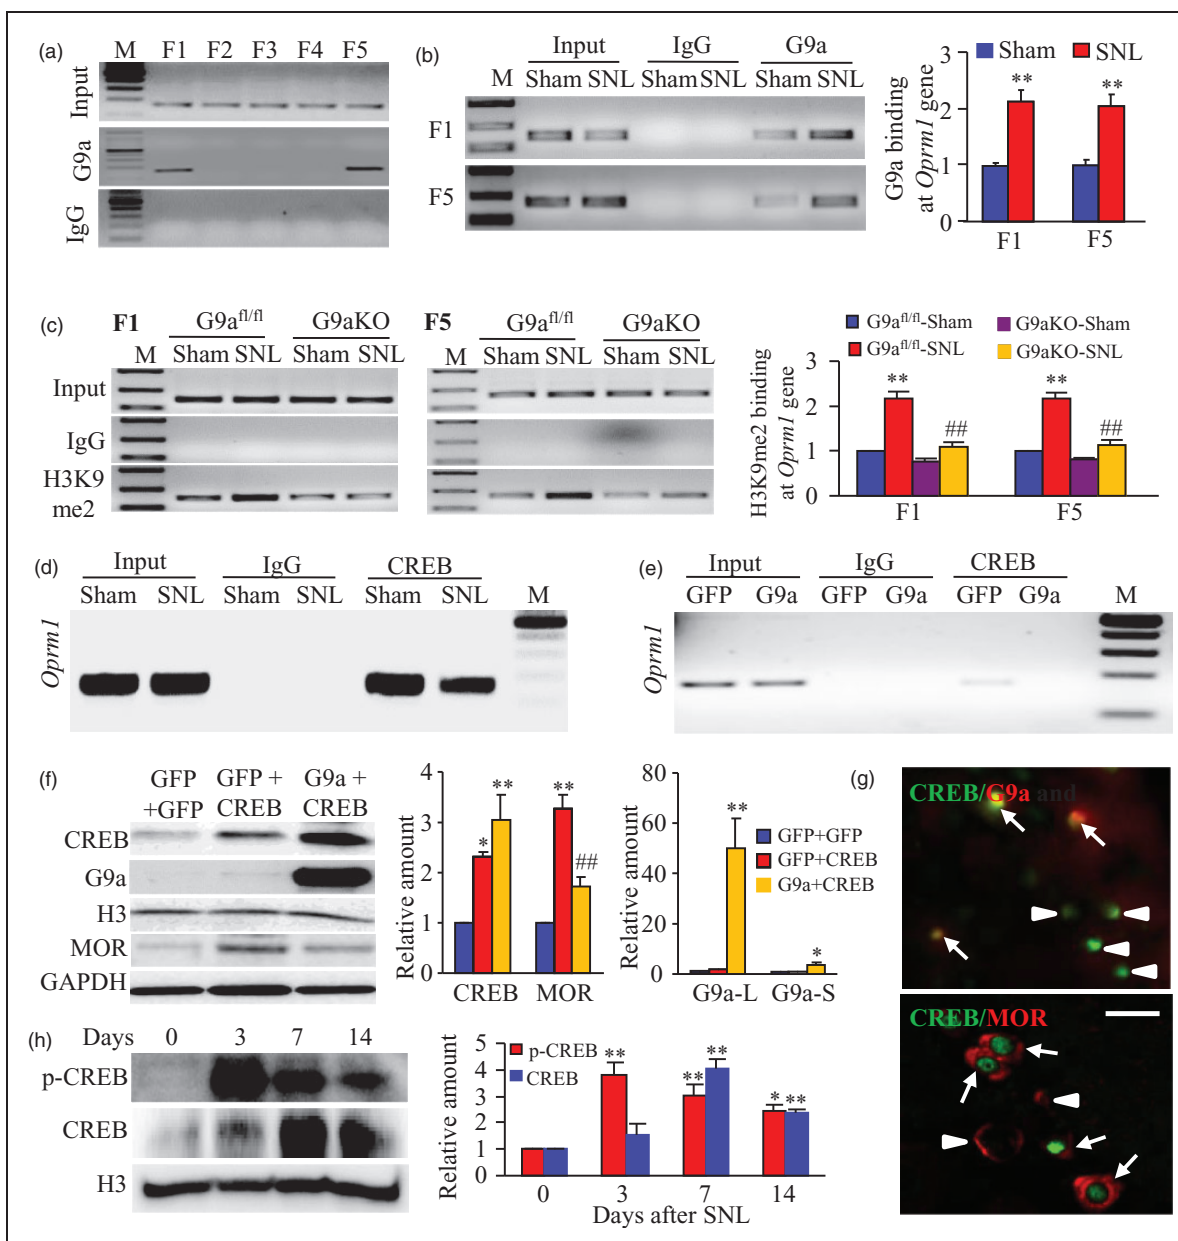 (a)
M F1 F2 F3 F4 F5
Input
G9a
IgG
(b)
Input IgG G9a
M Sham SNL Sham SNL Sham SNL
F1
F5
Sham SNL
G9a binding
at Oprm1 gene
3
2
1
0
** **
F1 F5
(c)
F1 G9afl/fl G9aKO
M Sham SNL Sham SNL
Input
IgG
H3K9
me2
F5 G9afl/fl G9aKO
M Sham SNL Sham SNL
G9afl/fl-Sham G9aKO-Sham
G9afl/fl-SNL G9aKO-SNL
H3K9me2 binding
at Oprm1 gene
3
2
1
0
** ## ** ##
F1 F5
(d)
Input IgG CREB
Sham SNL Sham SNL Sham SNL M
Oprm1
(e)
Input IgG CREB
GFP G9a GFP G9a GFP G9a M
Oprm1
(f)
GFP +GFP GFP + CREB G9a + CREB
CREB
G9a
H3
MOR
GAPDH
Relative amount
4
3
2
1
0
* ** ** ##
CREB MOR
Relative amount
80
60
40
20
0
** *
GFP+GFP
GFP+CREB
G9a+CREB
G9a-L G9a-S
(g)
CREB/G9a and
CREB/MOR
(h)
Days 0 3 7 14
p-CREB
CREB
H3
p-CREB
CREB
Relative amount
5
4
3
2
1
0
** ** ** * **
0 3 7 14
Days after SNL